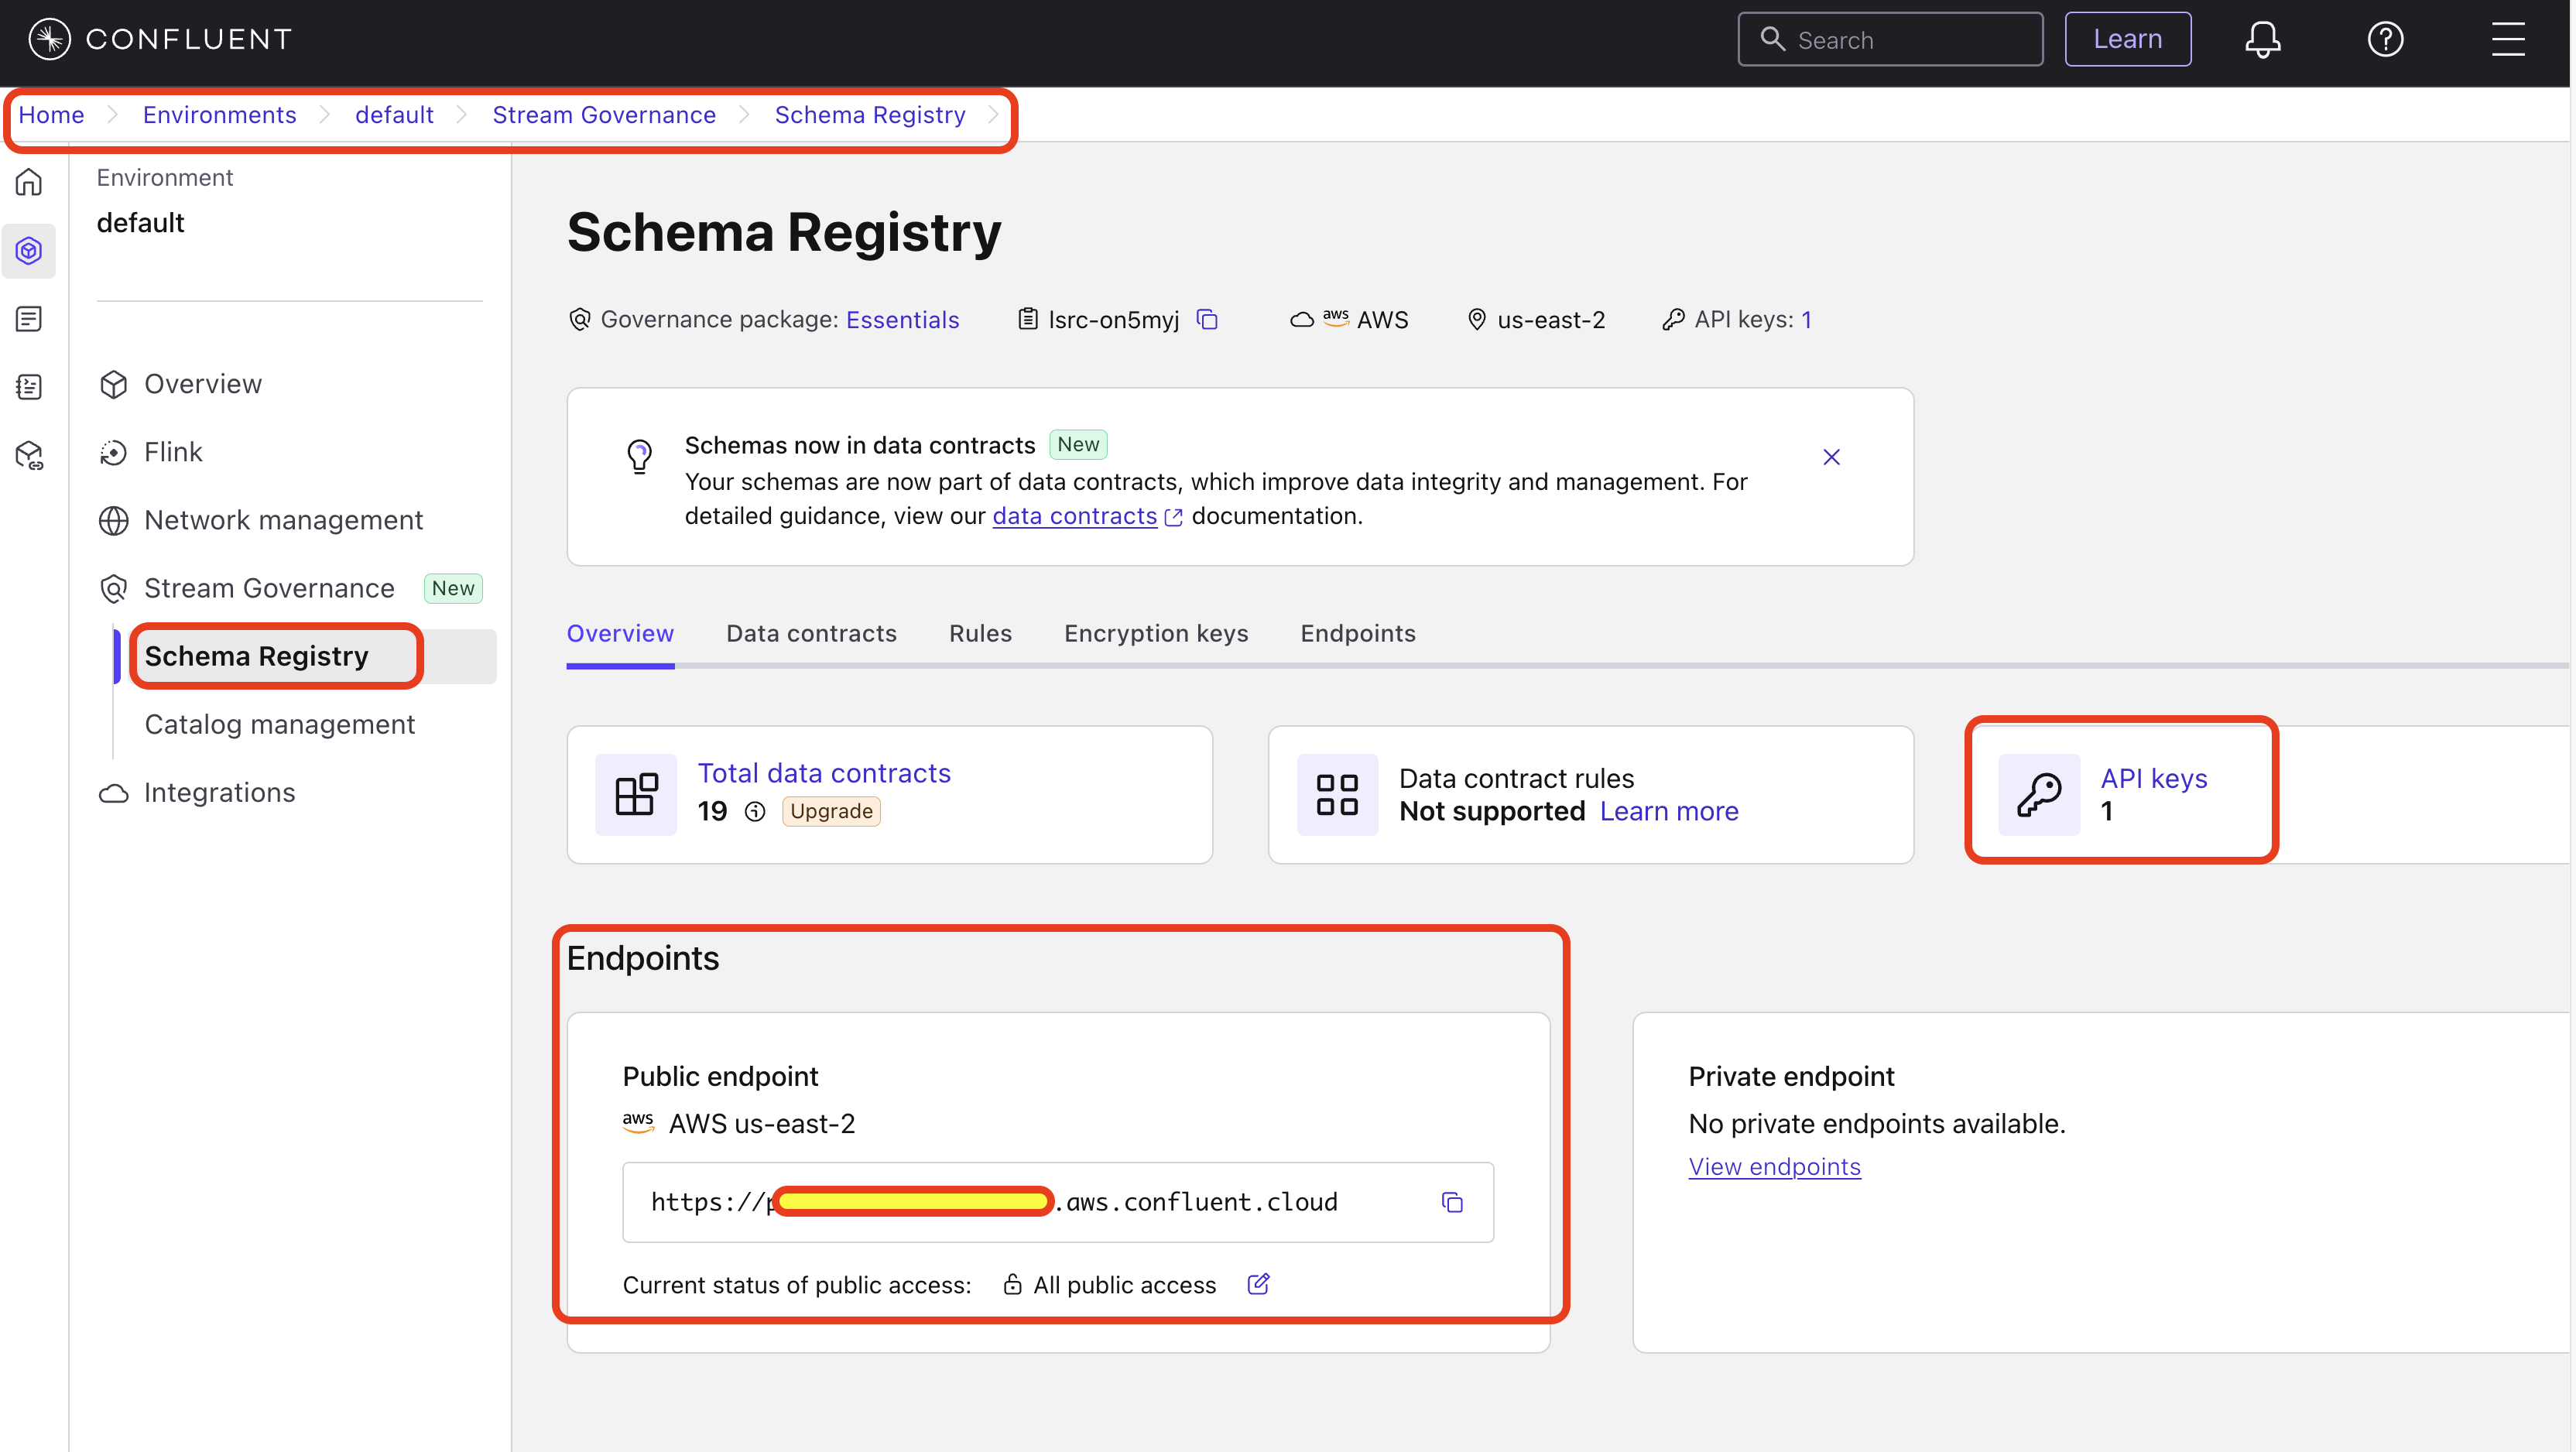 CONFLUENT
Search
Learn
Home
Environments
default
Stream Governance
Schema Registry
Environment
default
Overview
Flink
Network management
Stream Governance New
Schema Registry
Catalog management
Integrations
Schema Registry
Governance package: Essentials
lsrc-on5myj
aws AWS
us-east-2
API keys: 1
Schemas now in data contracts New
Your schemas are now part of data contracts, which improve data integrity and management. For
detailed guidance, view our data contracts documentation.
Overview
Data contracts
Rules
Encryption keys
Endpoints
Total data contracts
19 Upgrade
Data contract rules
Not supported Learn more
API keys
1
Endpoints
Public endpoint
aws AWS us-east-2
https://p .aws.confluent.cloud
Current status of public access: All public access
Private endpoint
No private endpoints available.
View endpoints